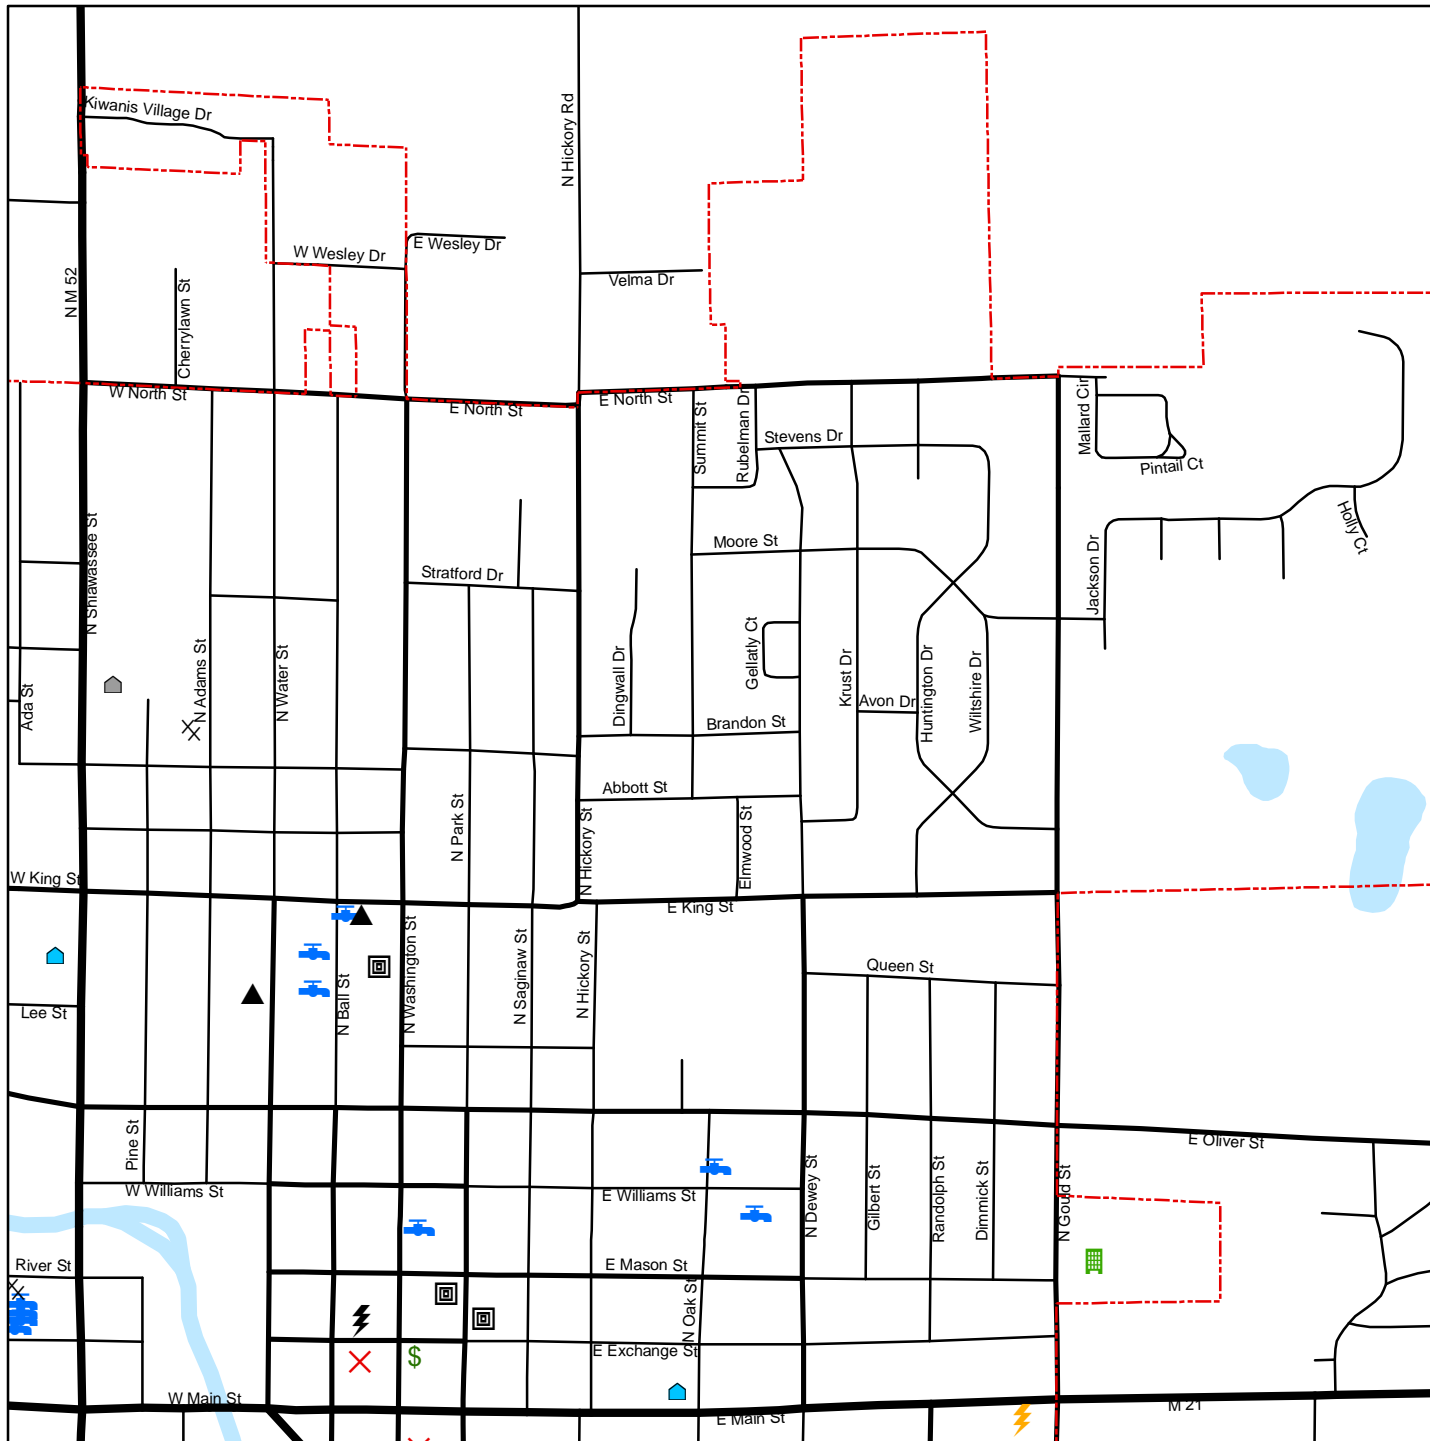 Kiwanis Village Dr
N Hickory Rd
W Wesley Dr
E Wesley Dr
Velma Dr
N M 52
Cherrylawn St
W North St
E North St
E North St
Summit St
Rubelman Dr
Stevens Dr
Mallard Cir
Pintail Ct
Holly Ct
Moore St
Stratford Dr
N Shiawassee St
Jackson Dr
Ada St
N Adams St
N Water St
Dingwall Dr
Gellatly Ct
Krust Dr
Avon Dr
Huntington Dr
Wiltshire Dr
Brandon St
Abbott St
N Park St
N Hickory St
Elmwood St
W King St
E King St
N Ball St
N Washington St
N Saginaw St
N Hickory St
Queen St
Lee St
Pine St
E Oliver St
W Williams St
E Williams St
N Dewey St
Gilbert St
Randolph St
Dimmick St
N Gould St
River St
E Mason St
N Oak St
$
E Exchange St
W Main St
E Main St
M 21